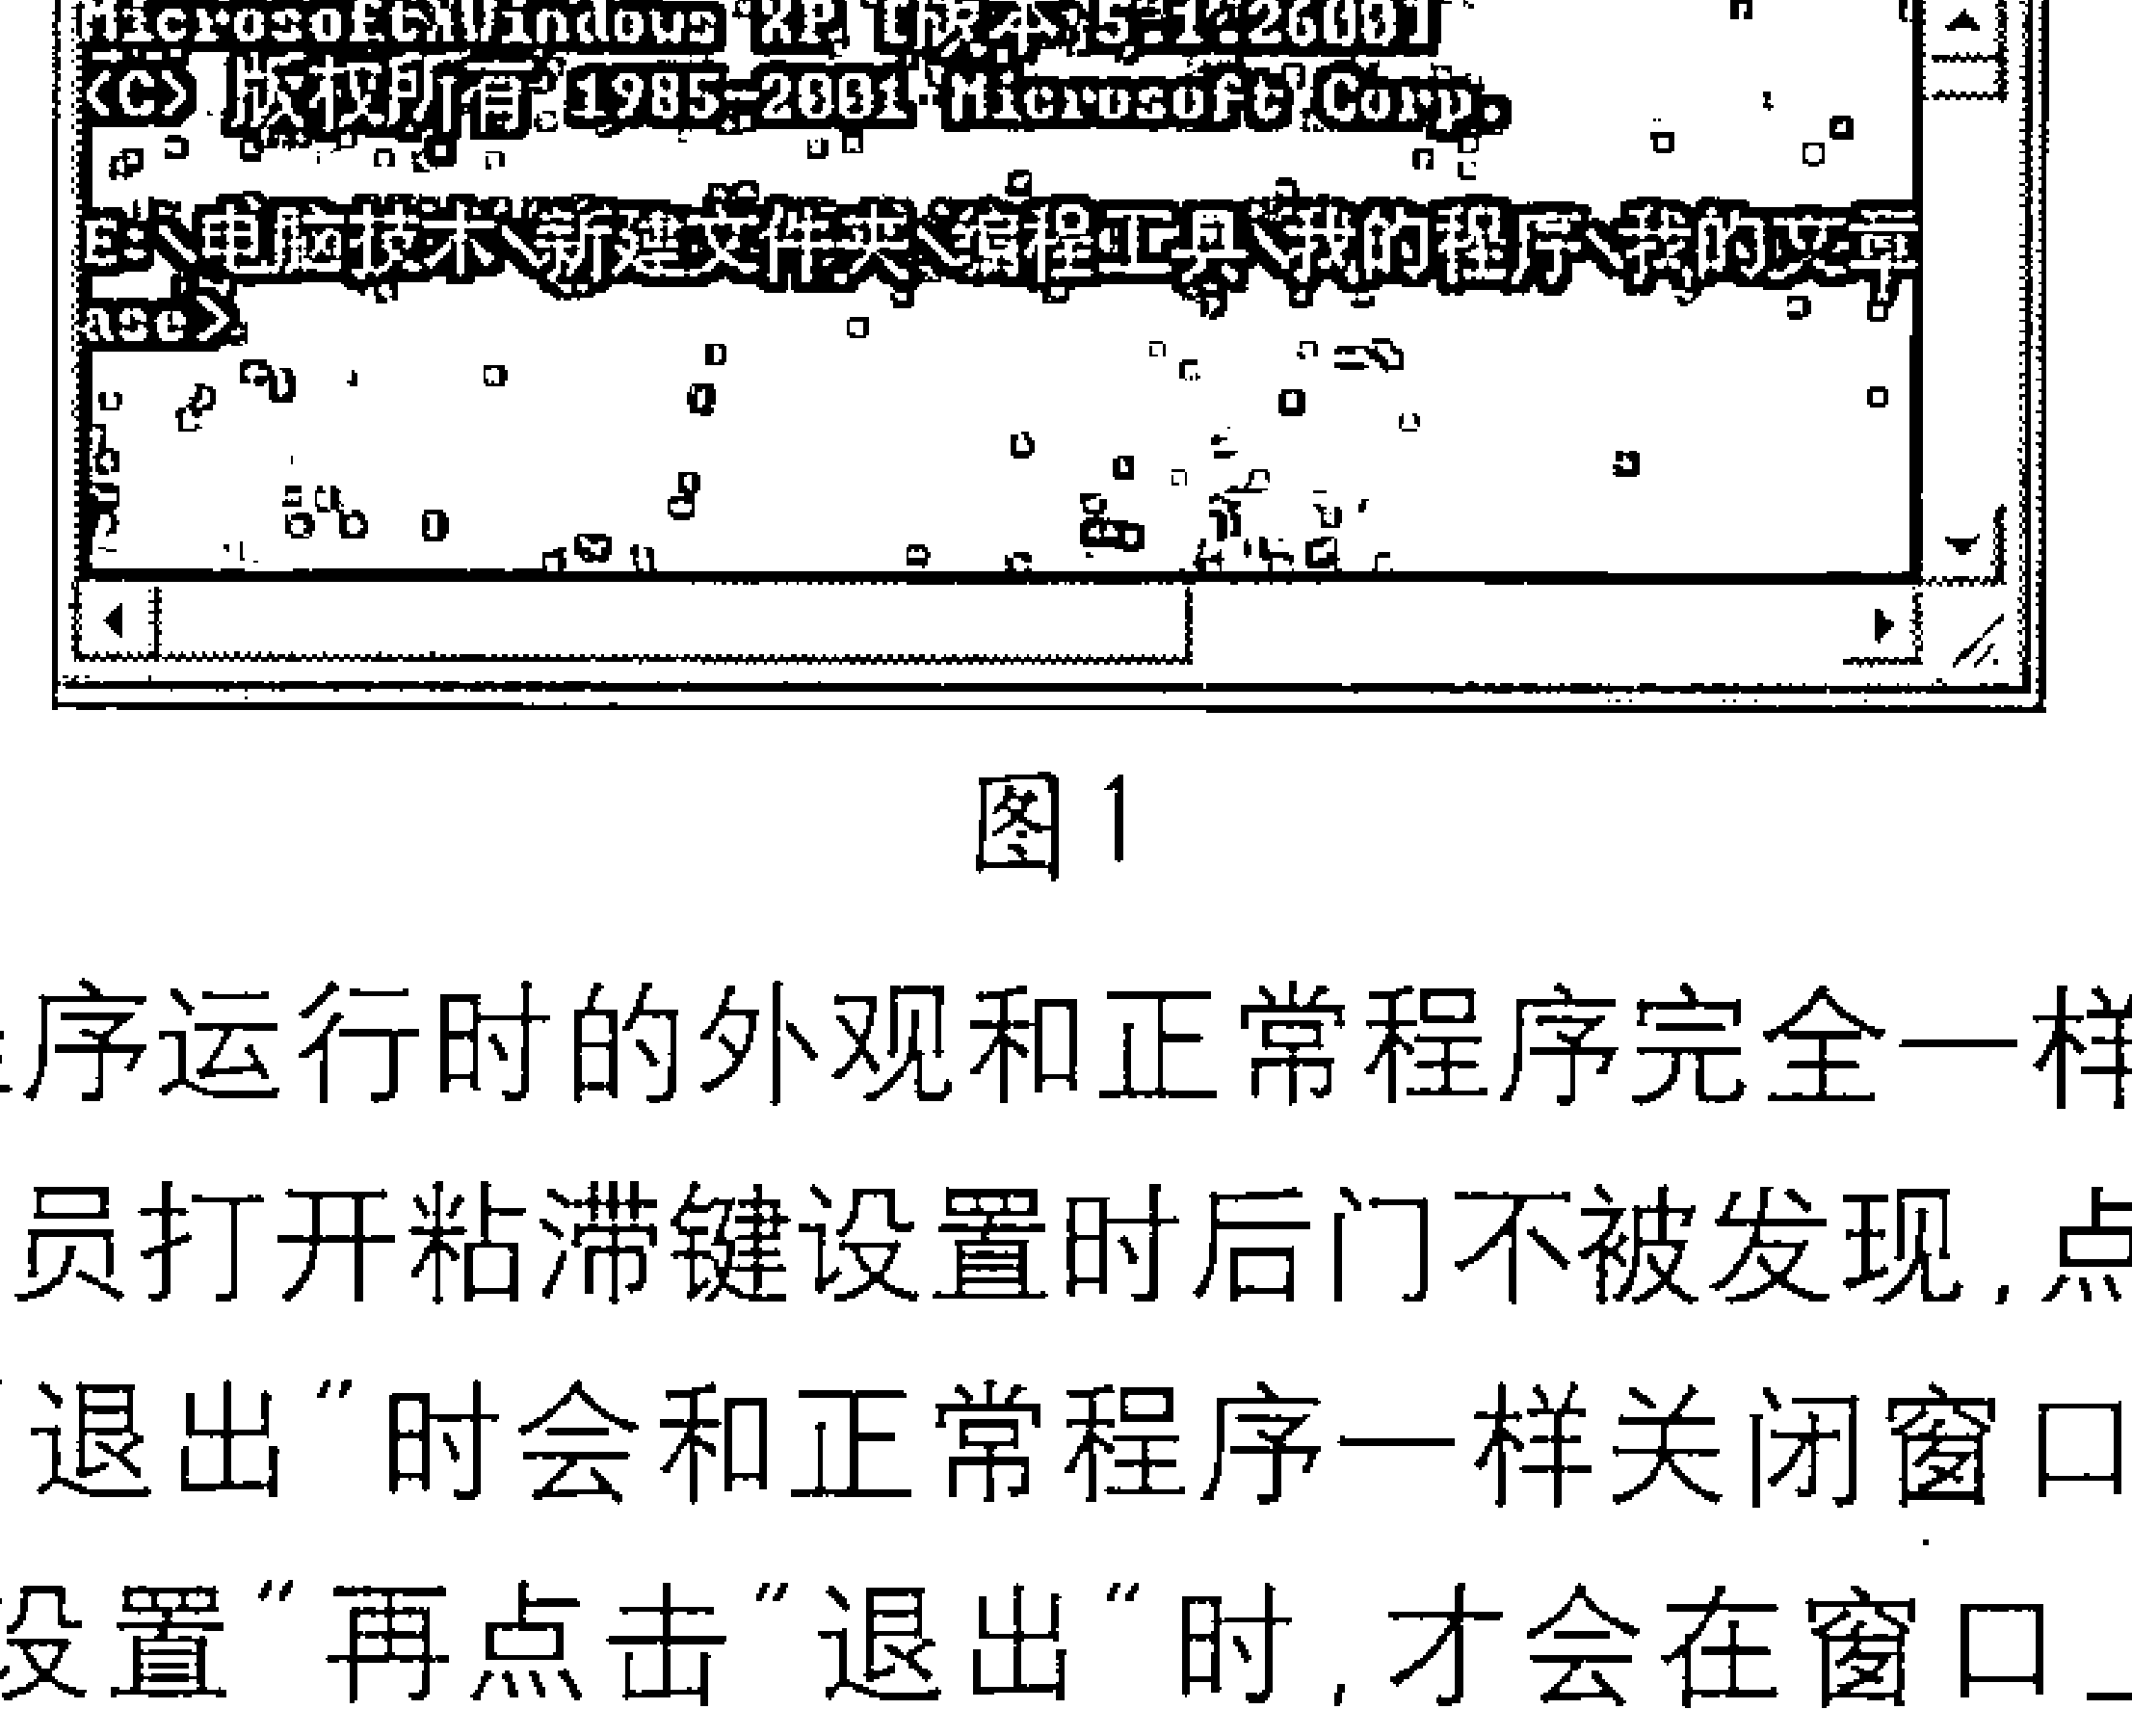 Microsoft Windows XP [版本 5.1.2600]
<C> 版权所有 1985-2001 Microsoft Corp.
E:\电脑技术\新建文件夹\编程工具\我的程序\我的文章
ase>
图1
序运行时的外观和正常程序完全一样
员打开粘滞键设置时后门不被发现,点
退出"时会和正常程序一样关闭窗口
设置"再点击"退出"时,才会在窗口